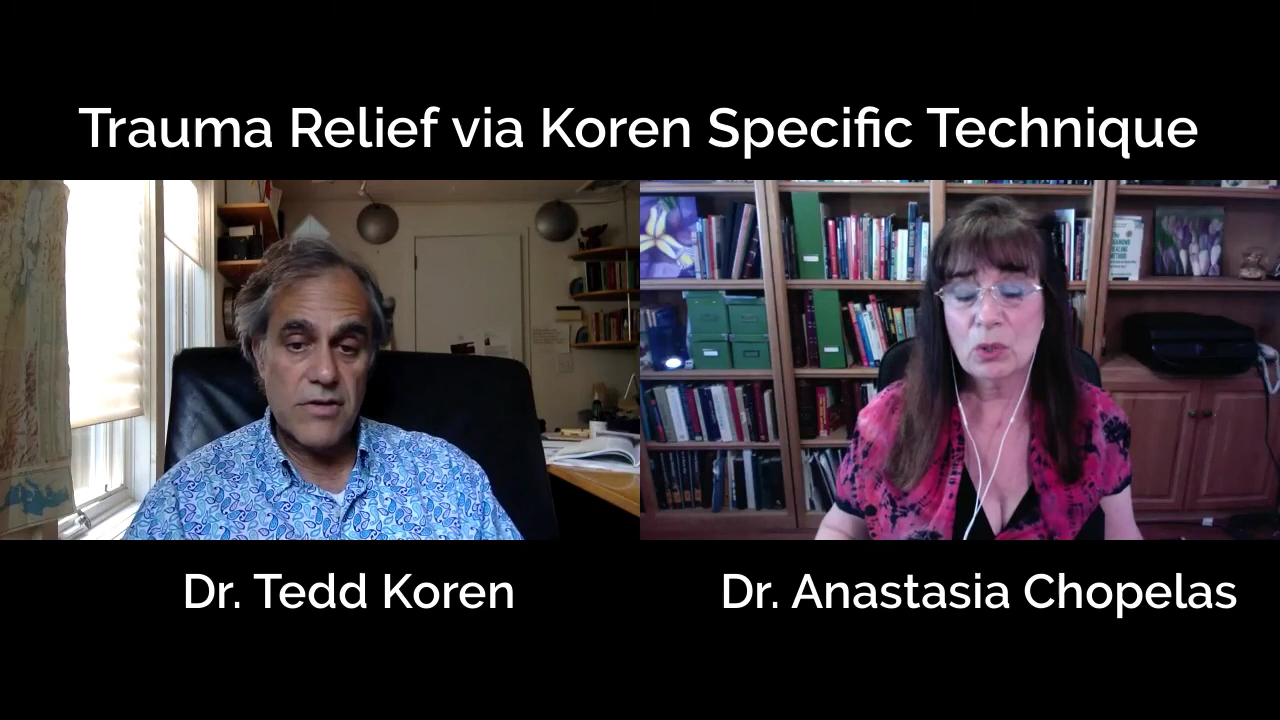 Trauma Relief via Koren Specific Technique
Dr. Tedd Koren
Dr. Anastasia Chopelas